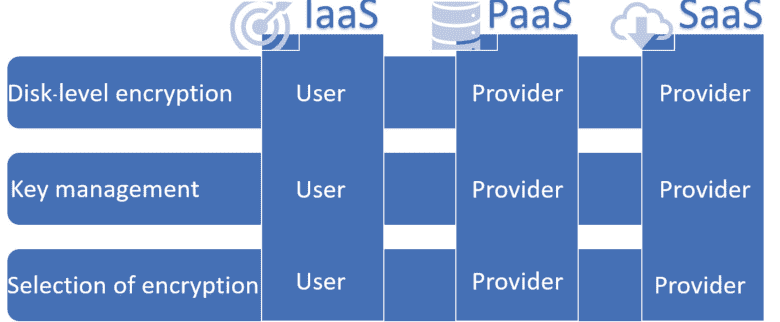 IaaS PaaS SaaS
Disk-level encryption User Provider Provider
Key management User Provider Provider
Selection of encryption User Provider Provider